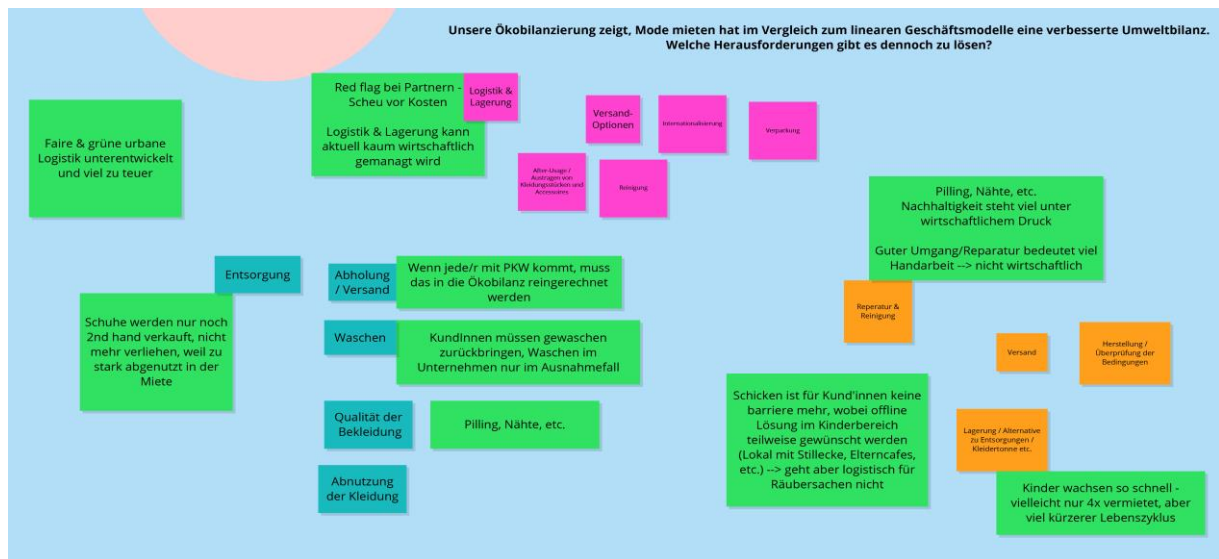 Unsere Ökobilanzierung zeigt, Mode mieten hat im Vergleich zum linearen Geschäftsmodelle eine verbesserte Umweltbilanz.
Welche Herausforderungen gibt es dennoch zu lösen?
Faire & grüne urbane
Logistik unterentwickelt
und viel zu teuer
Red flag bei Partnern -
Scheu vor Kosten
Logistik & Lagerung kann
aktuell kaum wirtschaftlich
gemanagt wird
Logistik &
Lagerung
Versand-
Optionen
Internationalisierung
Verpackung
After-Usage /
Austragen von
Kleidungsstücken und
Accessoires
Reinigung
Pilling, Nähte, etc.
Nachhaltigkeit steht viel unter
wirtschaftlichem Druck
Guter Umgang/Reparatur bedeutet viel
Handarbeit --> nicht wirtschaftlich
Entsorgung
Schuhe werden nur noch
2nd hand verkauft, nicht
mehr verliehen, weil zu
stark abgenutzt in der
Miete
Abholung
/ Versand
Wenn jede/r mit PKW kommt, muss
das in die Ökobilanz reingerechnet
werden
Waschen
KundInnen müssen gewaschen
zurückbringen, Waschen im
Unternehmen nur im Ausnahmefall
Qualität der
Bekleidung
Pilling, Nähte, etc.
Abnutzung
der Kleidung
Reperatur &
Reinigung
Versand
Herstellung /
Überprüfung der
Bedingungen
Schicken ist für Kund'innen keine
barriere mehr, wobei offline
Lösung im Kinderbereich
teilweise gewünscht werden
(Lokal mit Stillecke, Elterncafes,
etc.) --> geht aber logistisch für
Räubersachen nicht
Lagerung / Alternative
zu Entsorgungen /
Kleidertonne etc.
Kinder wachsen so schnell -
vielleicht nur 4x vermietet, aber
viel kürzerer Lebenszyklus